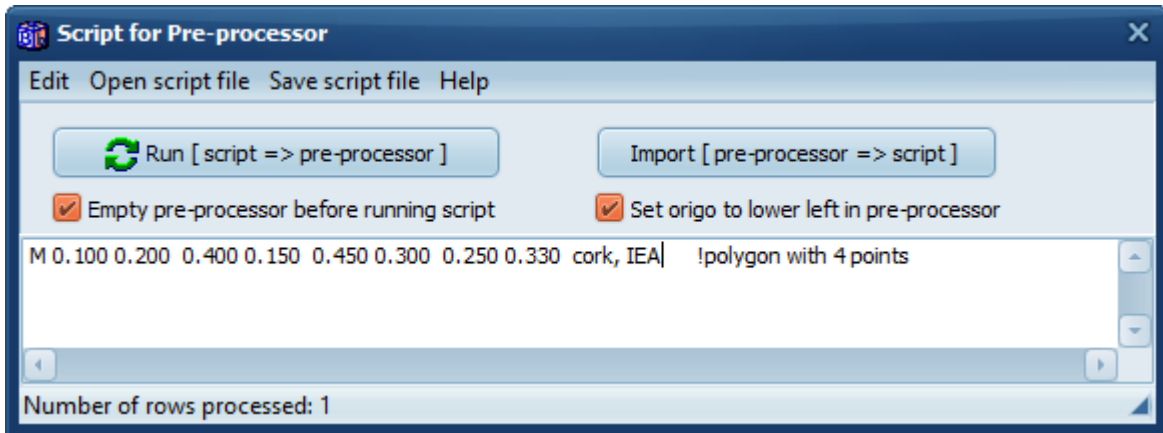 Script for Pre-processor
Edit Open script file Save script file Help
Run [ script => pre-processor ] Import [ pre-processor => script ]
Empty pre-processor before running script Set origo to lower left in pre-processor
M 0.100 0.200 0.400 0.150 0.450 0.300 0.250 0.330 cork, IEA !polygon with 4 points
Number of rows processed: 1